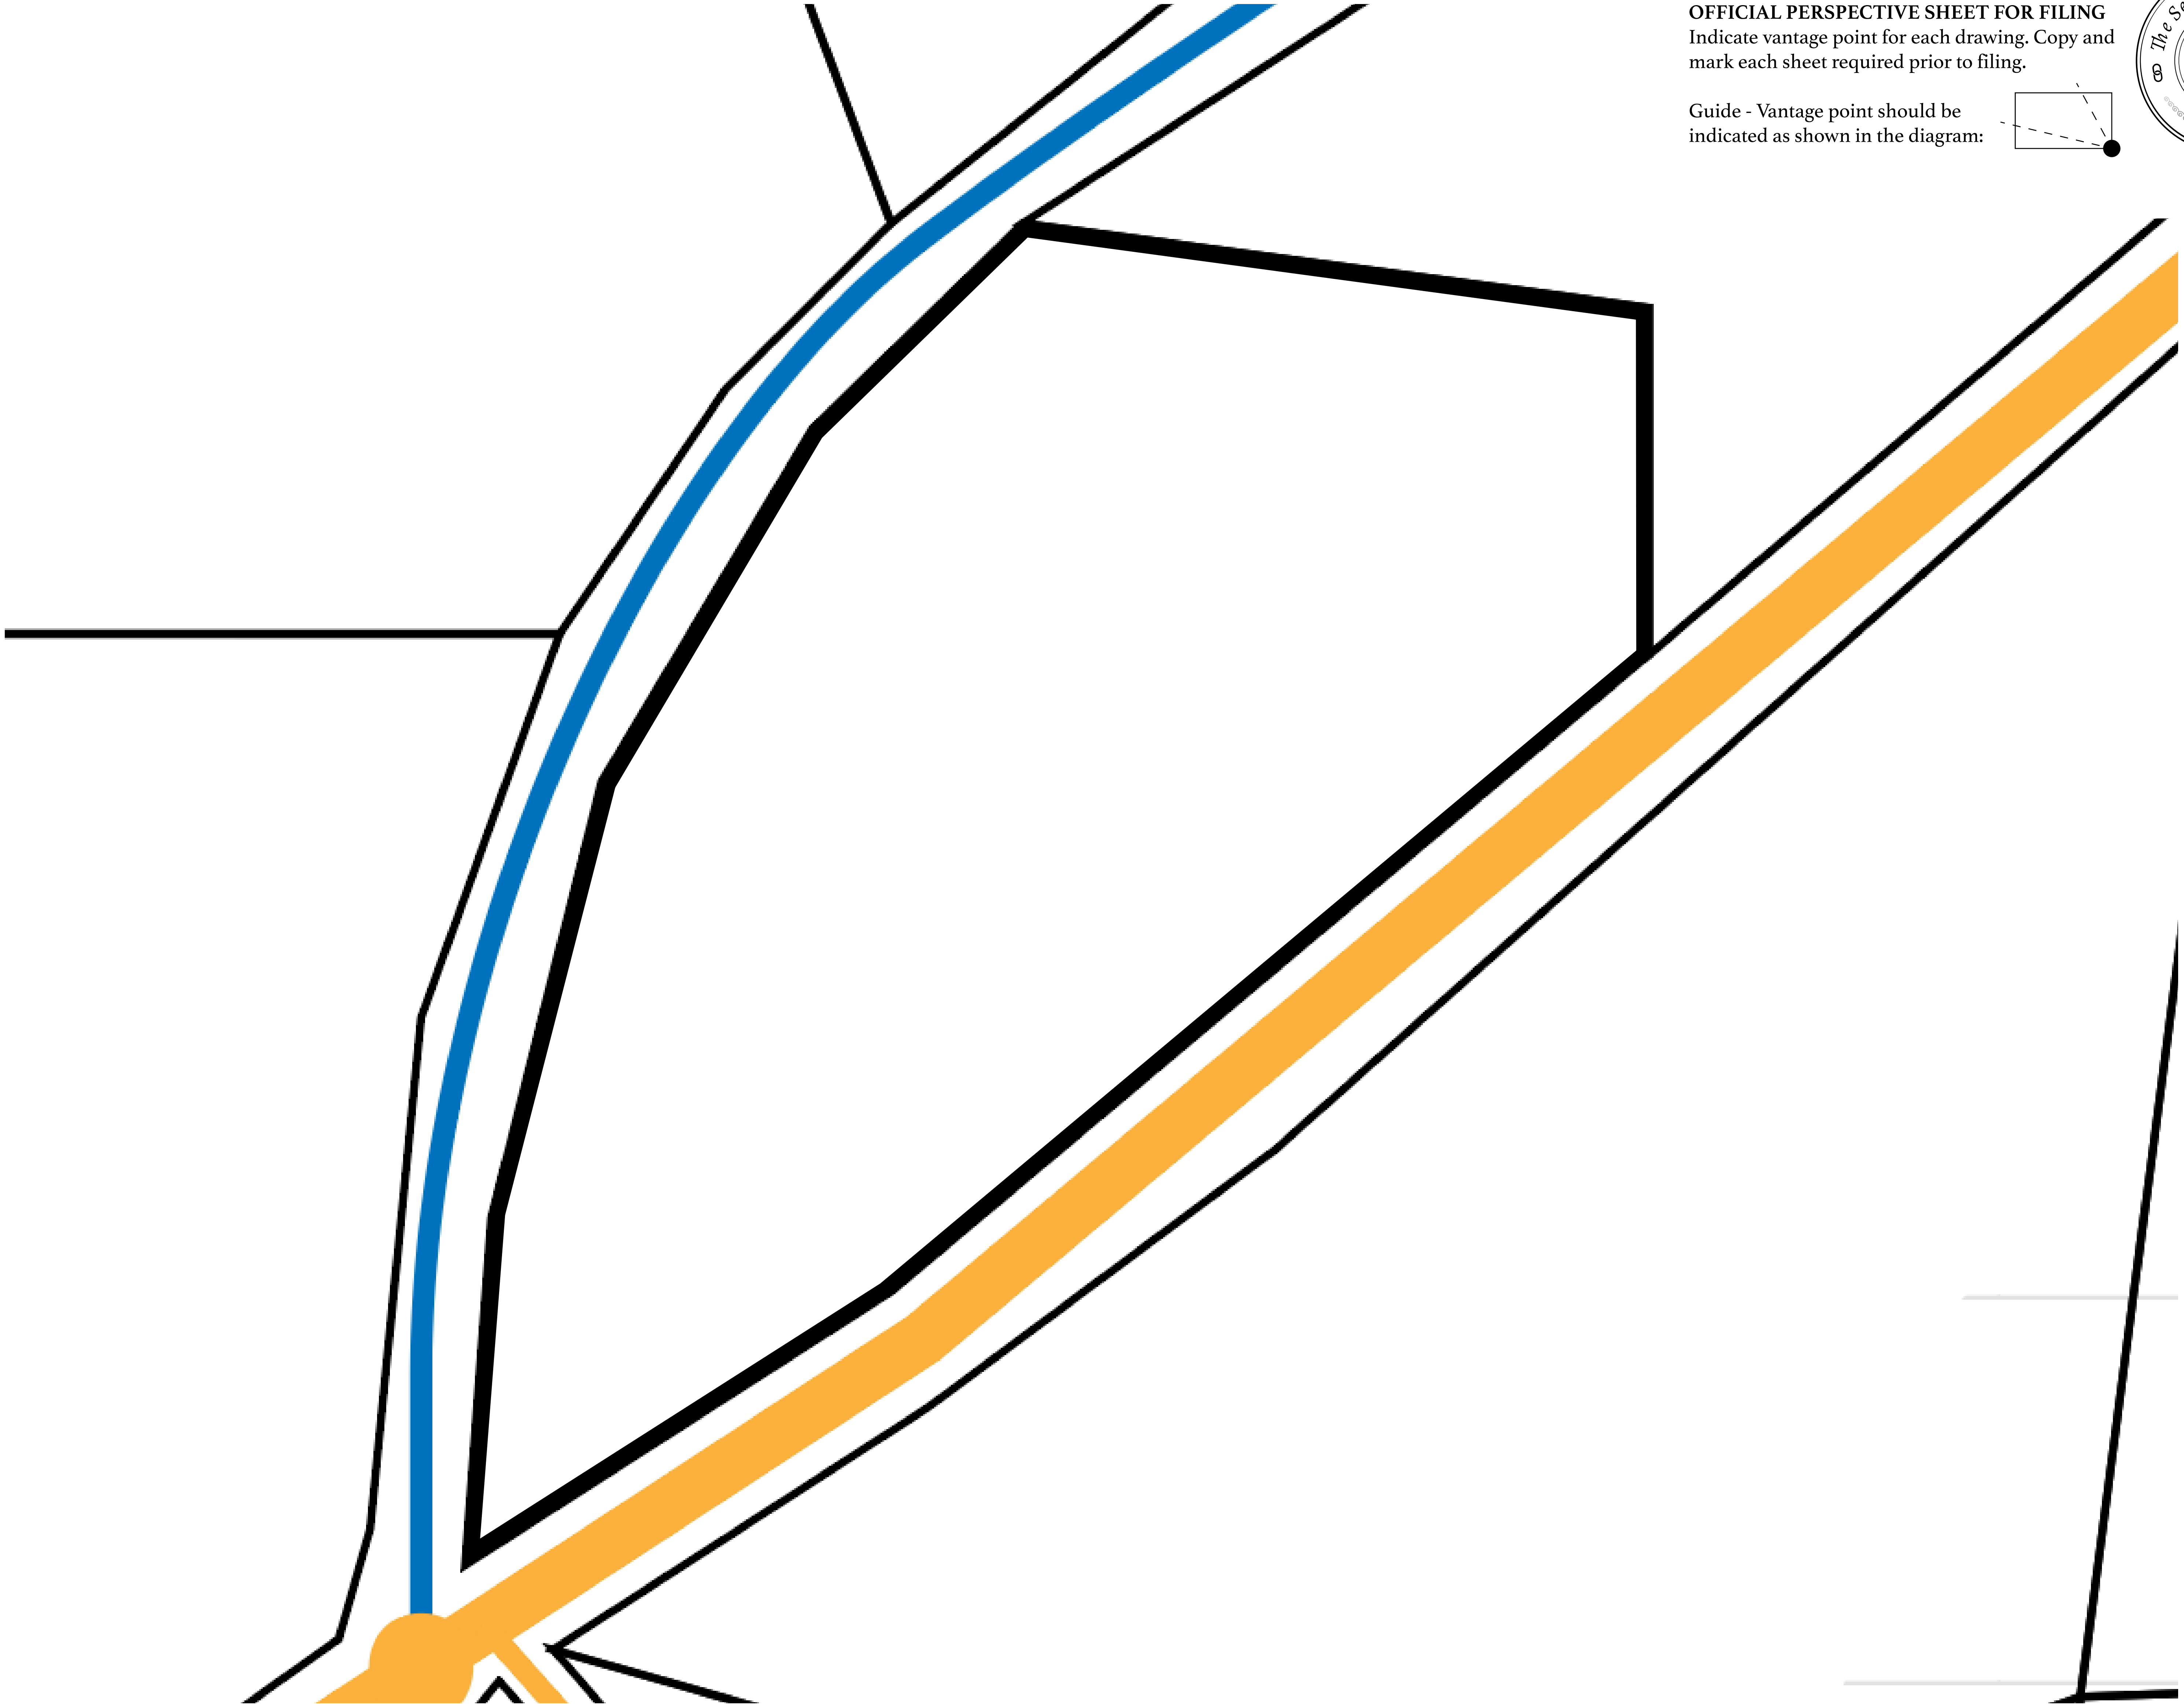 OFFICIAL PERSPECTIVE SHEET FOR FILING
Indicate vantage point for each drawing. Copy and
mark each sheet required prior to filing.
Guide - Vantage point should be
indicated as shown in the diagram:
The